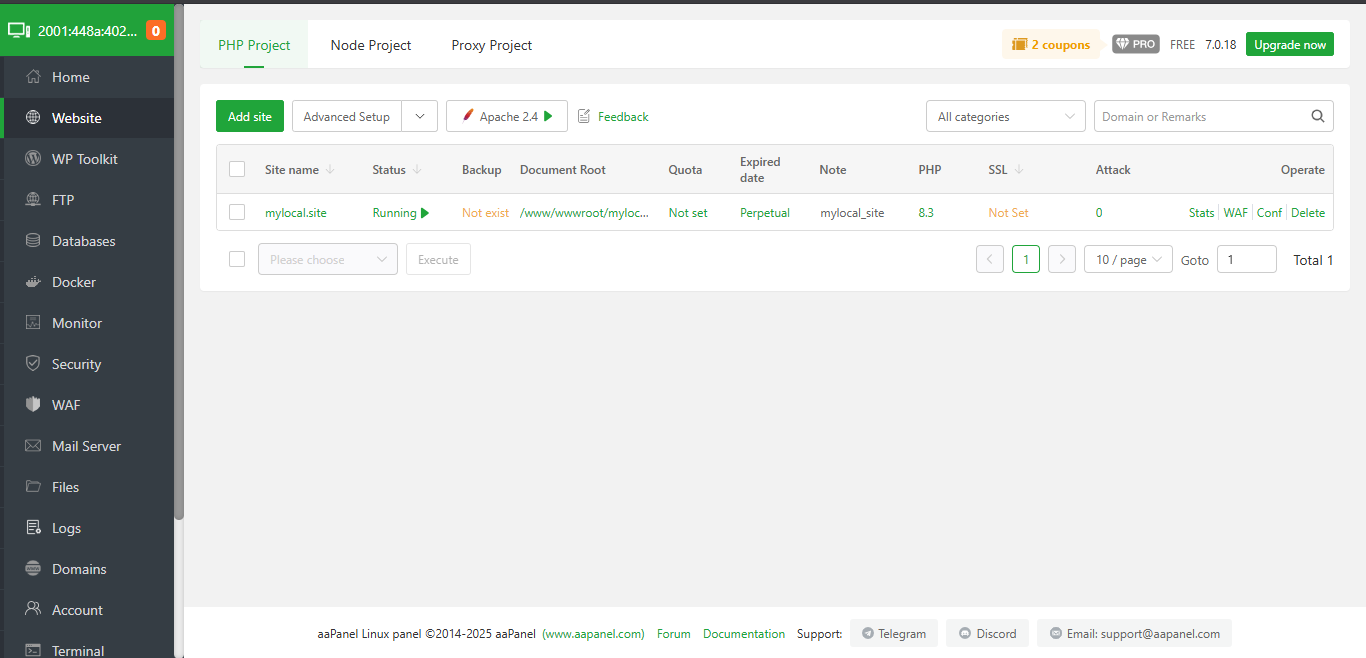 2001:448a:402... 0
Home
Website
WP Toolkit
FTP
Databases
Docker
Monitor
Security
WAF
Mail Server
Files
Logs
Domains
Account
Terminal
PHP Project Node Project Proxy Project 2 coupons PRO FREE 7.0.18 Upgrade now
Add site Advanced Setup Apache 2.4 Feedback All categories Domain or Remarks
Site name Status Backup Document Root Quota Expired date Note PHP SSL Attack Operate
mylocal.site Running Not exist /www/wwwroot/myloc... Not set Perpetual mylocal_site 8.3 Not Set 0 Stats WAF Conf Delete
Please choose Execute 1 10 / page Goto 1 Total 1
aaPanel Linux panel ©2014-2025 aaPanel (www.aapanel.com) Forum Documentation Support: Telegram Discord Email: support@aapanel.com